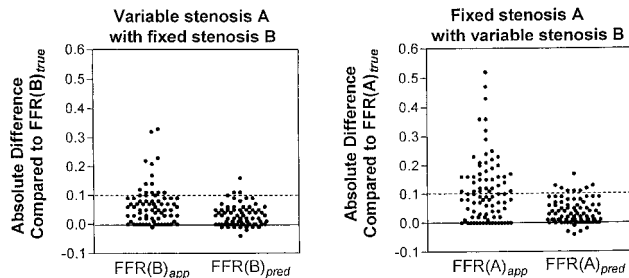 Variable stenosis A
with fixed stenosis B
Absolute Difference
Compared to FFR(B)true
0.6
0.5
0.4
0.3
0.2
0.1
0.0
-0.1
FFR(B)app
FFR(B)pred
Fixed stenosis A
with variable stenosis B
Absolute Difference
Compared to FFR(A)true
0.6
0.5
0.4
0.3
0.2
0.1
0.0
-0.1
FFR(A)app
FFR(A)pred